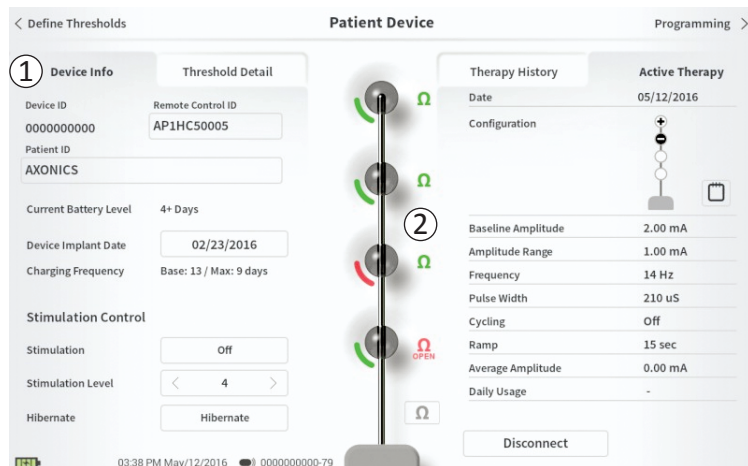 < Define Thresholds
Patient Device
Programming >
1
Device Info
Threshold Detail
Device ID
Remote Control ID
0000000000
AP1HC50005
Patient ID
AXONICS
Current Battery Level
4+ Days
Device Implant Date
02/23/2016
Charging Frequency
Base: 13 / Max: 9 days
Stimulation Control
Stimulation
Off
Stimulation Level
< 4 >
Hibernate
Hibernate
03:38 PM May/12/2016
0000000000-79
Ω
Ω
2
Ω
Ω
OPEN
Ω
Therapy History
Active Therapy
Date
05/12/2016
Configuration
+
-
Baseline Amplitude
2.00 mA
Amplitude Range
1.00 mA
Frequency
14 Hz
Pulse Width
210 uS
Cycling
Off
Ramp
15 sec
Average Amplitude
0.00 mA
Daily Usage
-
Disconnect